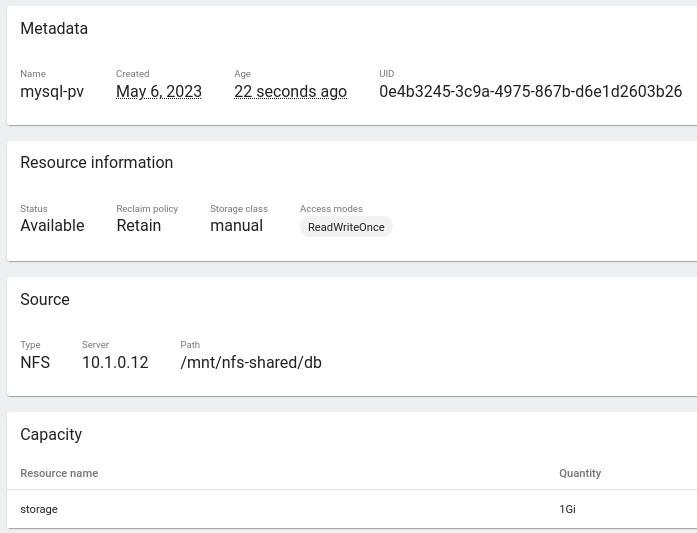 Metadata
Name Created Age UID
mysql-pv May 6, 2023 22 seconds ago 0e4b3245-3c9a-4975-867b-d6e1d2603b26
Resource information
Status Reclaim policy Storage class Access modes
Available Retain manual ReadWriteOnce
Source
Type Server Path
NFS 10.1.0.12 /mnt/nfs-shared/db
Capacity
Resource name Quantity
storage 1Gi